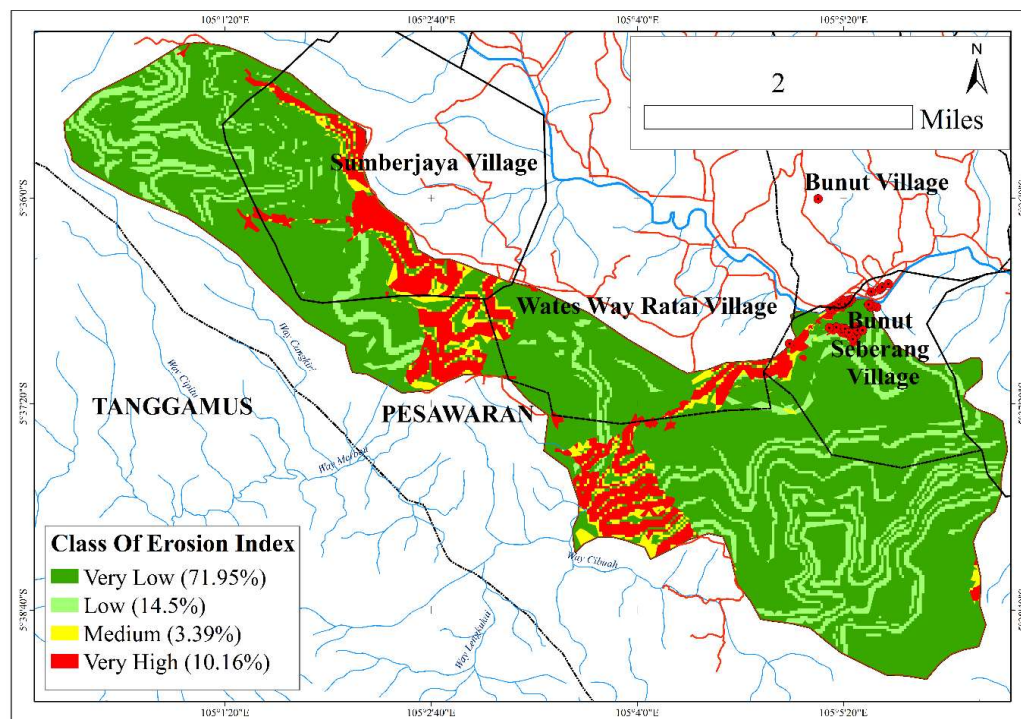 105°1'20"E
105°2'40"E
105°4'0"E
105°5'20"E
N
2
Miles
Sumberjaya Village
Bunut Village
5°36'0"S
Wates Way Ratai Village
Bunut
Seberang
Village
Way Cipito
TANGGAMUS
PESAWARAN
5°37'20"S
Class Of Erosion Index
Very Low (71.95%)
Low (14.5%)
Medium (3.39%)
Very High (10.16%)
Way Cibuah
5°38'40"S
105°1'20"E
105°2'40"E
105°4'0"E
105°5'20"E